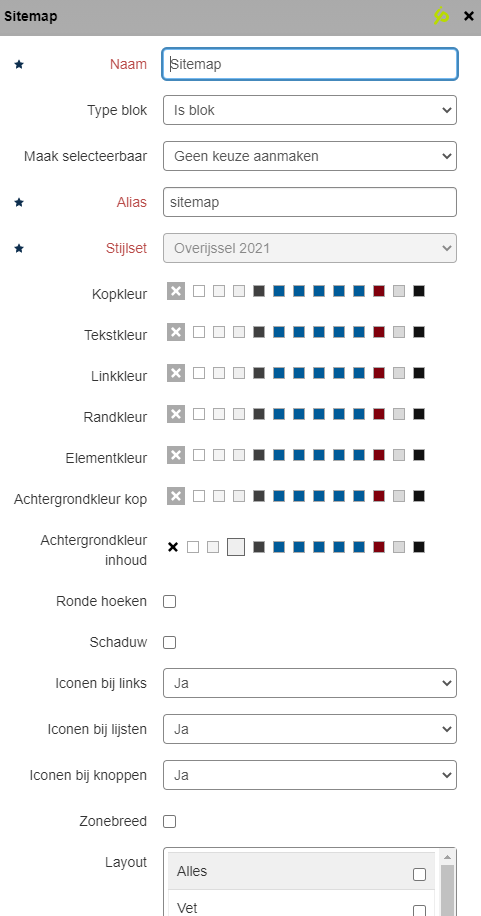 Sitemap
Naam
Sitemap
Type blok
Is blok
Maak selecteerbaar
Geen keuze aanmaken
Alias
sitemap
Stijlset
Overijssel 2021
Kopkleur
Tekstkleur
Linkkleur
Randkleur
Elementkleur
Achtergrondkleur kop
Achtergrondkleur
inhoud
Ronde hoeken
Schaduw
Iconen bij links
Ja
Iconen bij lijsten
Ja
Iconen bij knoppen
Ja
Zonebreed
Layout
Alles
Vet